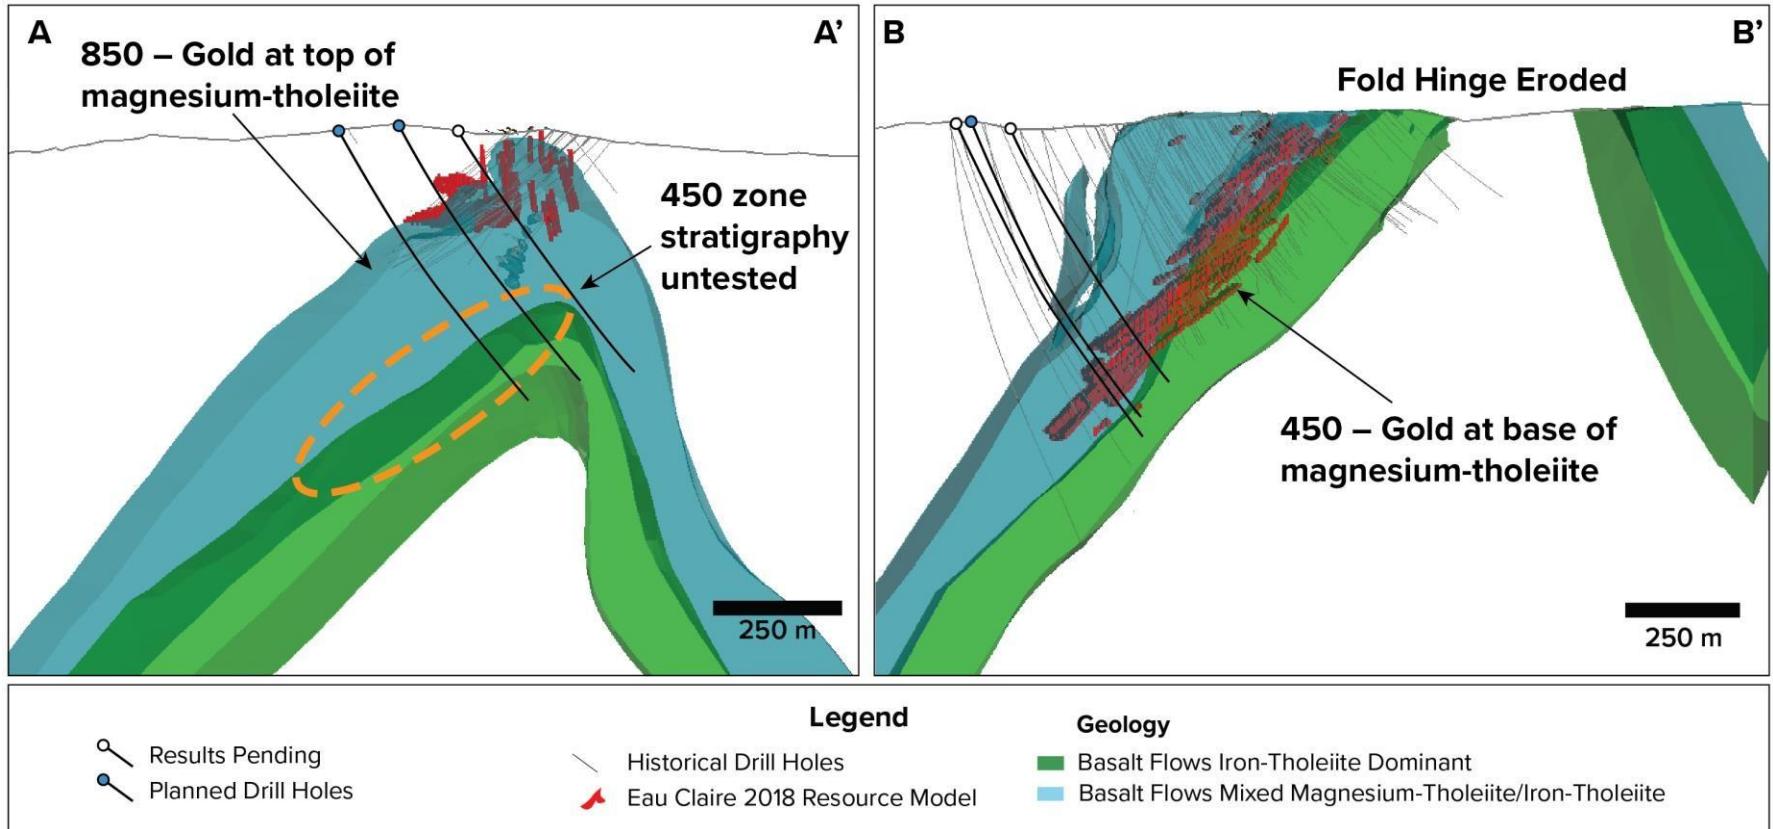 A
A’
850 – Gold at top of
magnesium-tholeiite
450 zone
stratigraphy
untested
250 m
B
B’
Fold Hinge Eroded
450 – Gold at base of
magnesium-tholeiite
250 m
Legend
Results Pending
Planned Drill Holes
Historical Drill Holes
Eau Claire 2018 Resource Model
Geology
Basalt Flows Iron-Tholeiite Dominant
Basalt Flows Mixed Magnesium-Tholeiite/Iron-Tholeiite